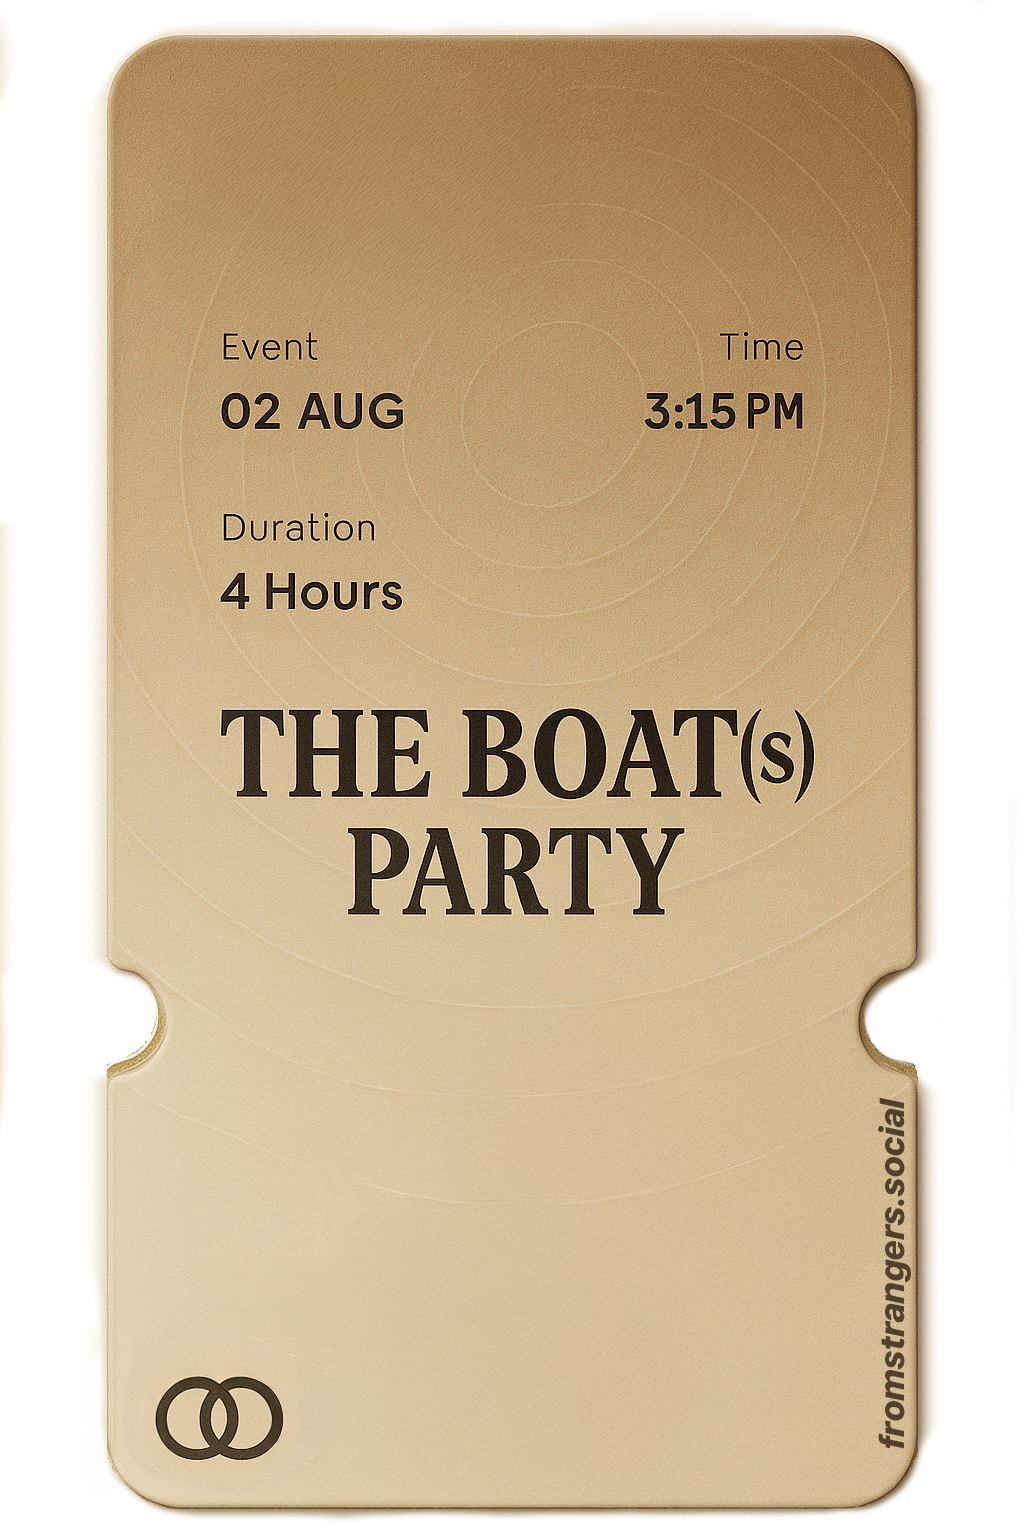 Event
Time
02 AUG
3:15 PM
Duration
4 Hours
THE BOAT(s)
PARTY
fromstrangers.social